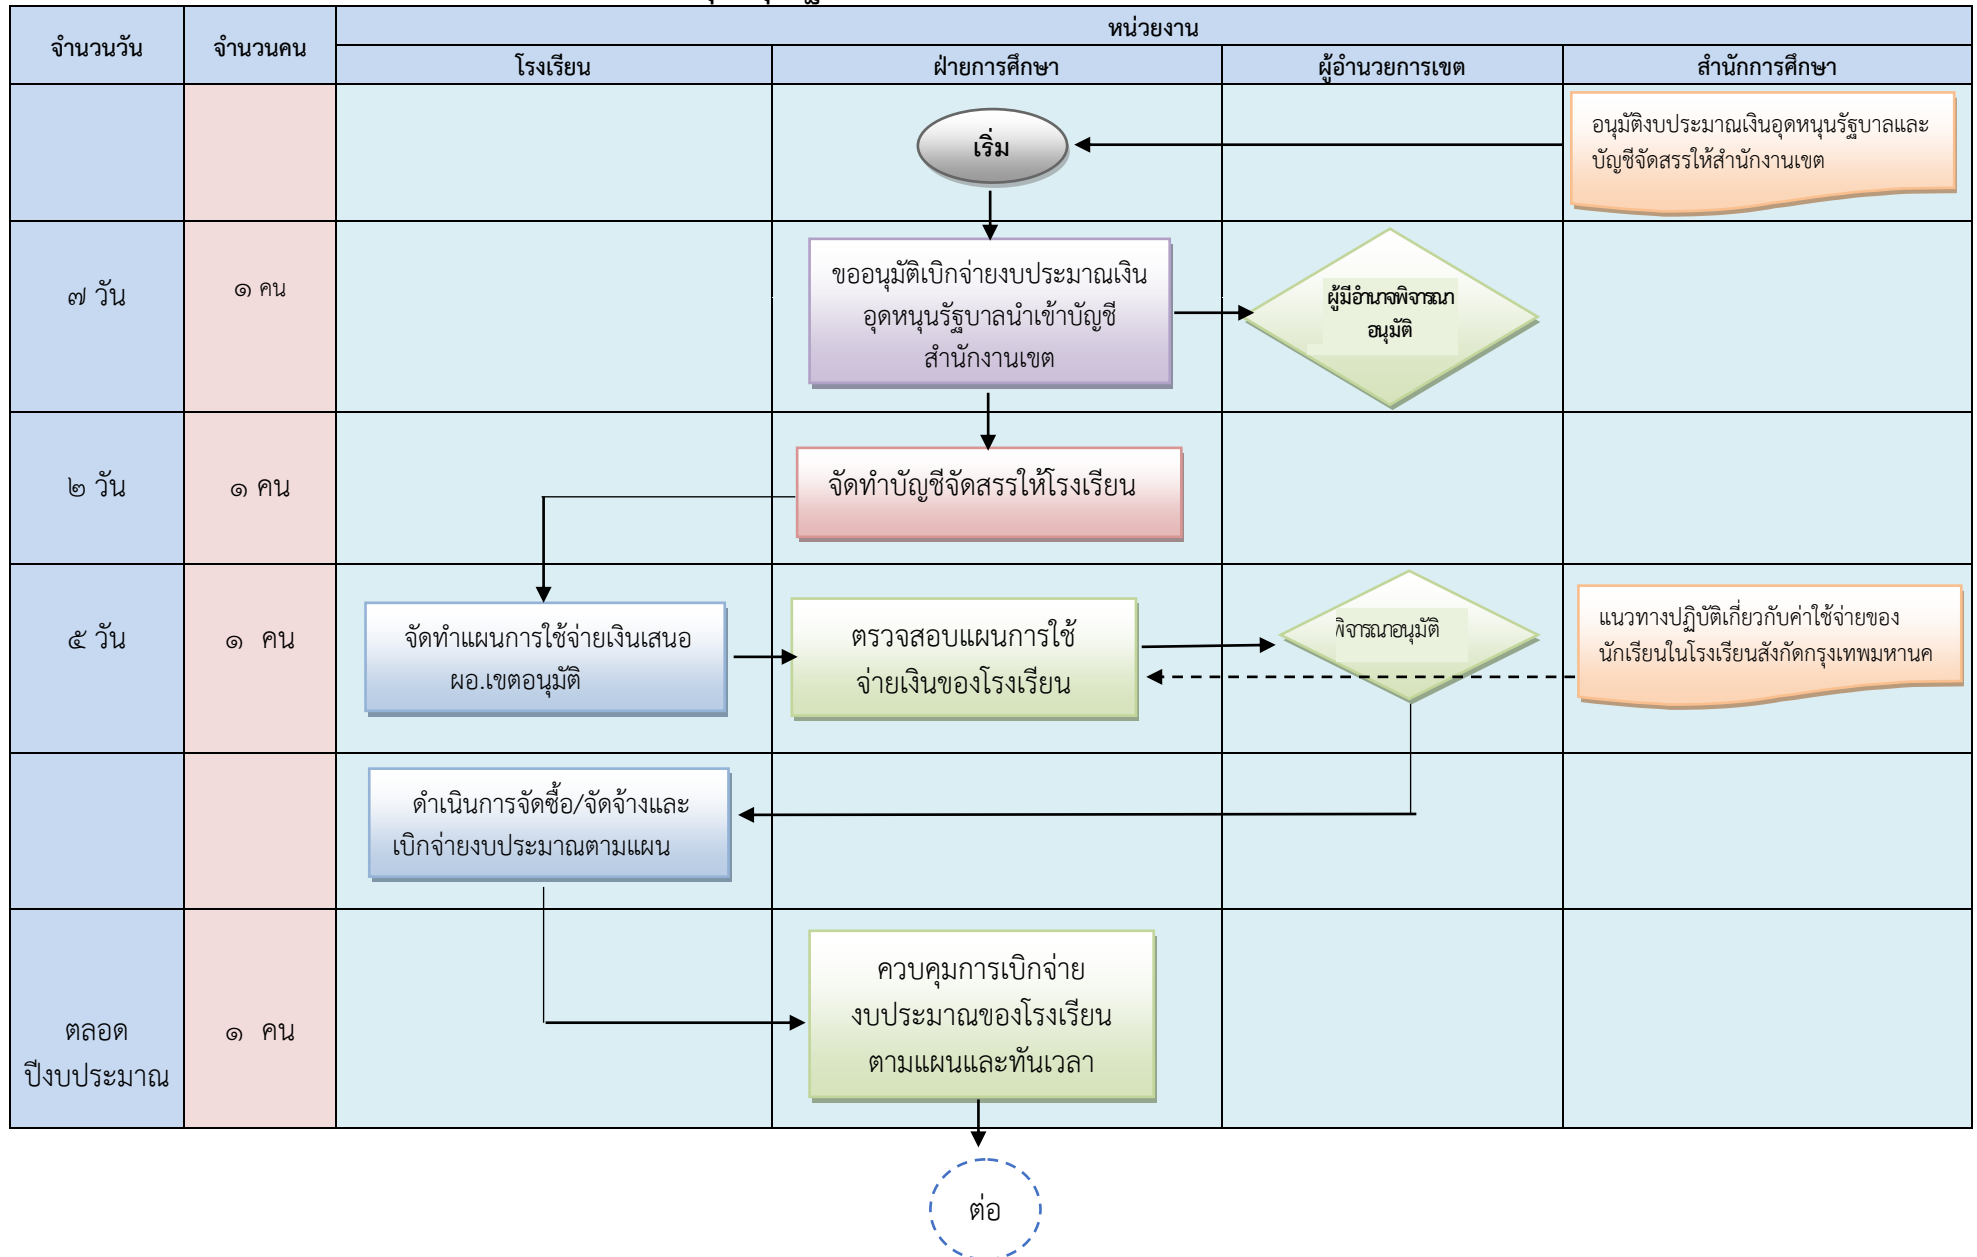 จำนวนวัน
จำนวนคน
หน่วยงาน
โรงเรียน
ฝ่ายการศึกษา
ผู้อำนวยการเขต
สำนักการศึกษา
เริ่ม
อนุมัติงบประมาณเงินอุดหนุนรัฐบาลและ
บัญชีจัดสรรให้สำนักงานเขต
๗ วัน
๑ คน
ขออนุมัติเบิกจ่ายงบประมาณเงิน
อุดหนุนรัฐบาลนำเข้าบัญชี
สำนักงานเขต
ผู้มีอำนาจพิจารณา
อนุมัติ
๒ วัน
๑ คน
จัดทำบัญชีจัดสรรให้โรงเรียน
๕ วัน
๑ คน
จัดทำแผนการใช้จ่ายเงินเสนอ
ผอ.เขตอนุมัติ
ตรวจสอบแผนการใช้
จ่ายเงินของโรงเรียน
พิจารณาอนุมัติ
แนวทางปฏิบัติเกี่ยวกับค่าใช้จ่ายของ
นักเรียนในโรงเรียนสังกัดกรุงเทพมหานค
ดำเนินการจัดซื้อ/จัดจ้างและ
เบิกจ่ายงบประมาณตามแผน
ตลอด
ปีงบประมาณ
๑ คน
ควบคุมการเบิกจ่าย
งบประมาณของโรงเรียน
ตามแผนและทันเวลา
ต่อ